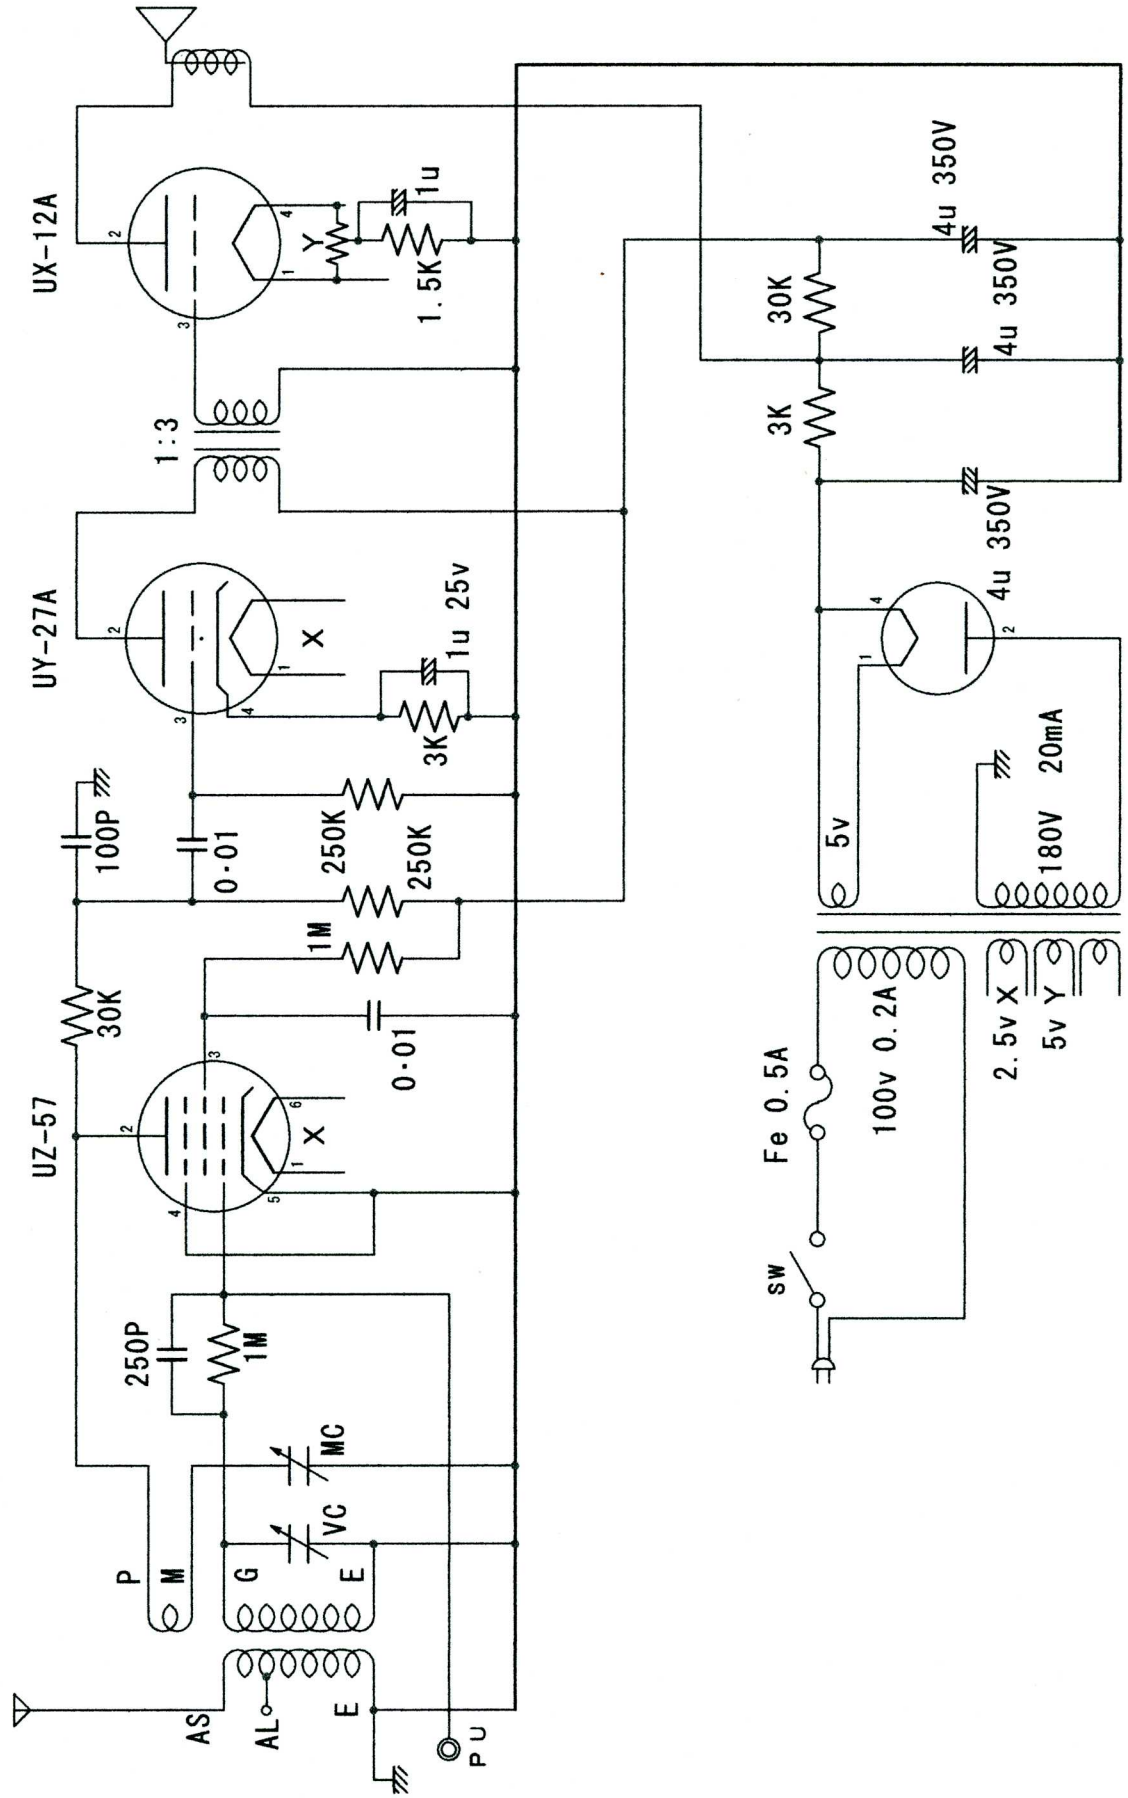 UZ-57
UY-27A
UX-12A
30K
100P
1:3
2
2
2
3
3
3
4
4
4
5
1
6
1
1
P
M
G
E
AS
AL
E
PU
VC
MC
250P
1M
X
0.01
1M
250K
0.01
250K
3K
1u 25v
X
Y
1.5K
1u
sw
Fe 0.5A
100v 0.2A
2.5v X
5v Y
5v
180V 20mA
1
4
2
3K
30K
4u 350V
4u 350V
4u 350V